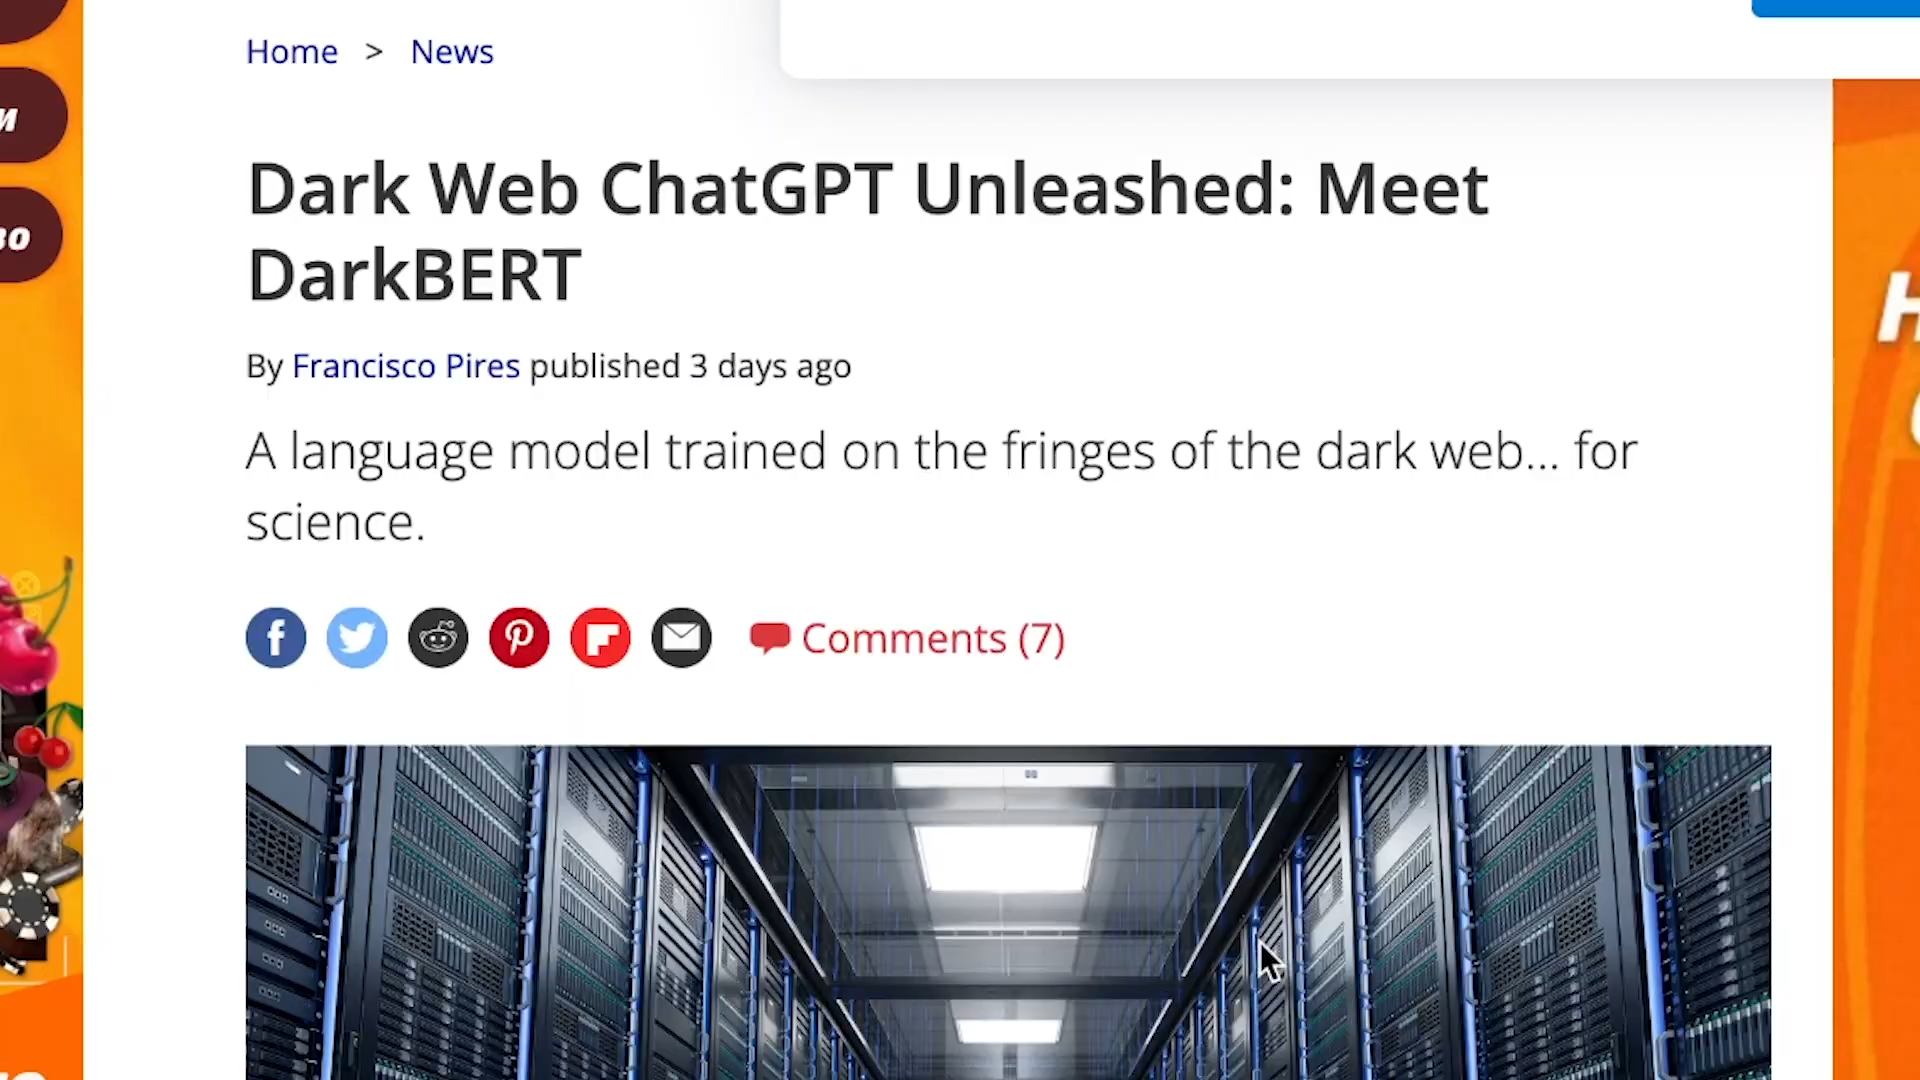 Home > News
Dark Web ChatGPT Unleashed: Meet
DarkBERT
By Francisco Pires published 3 days ago
A language model trained on the fringes of the dark web... for
science.
Comments (7)